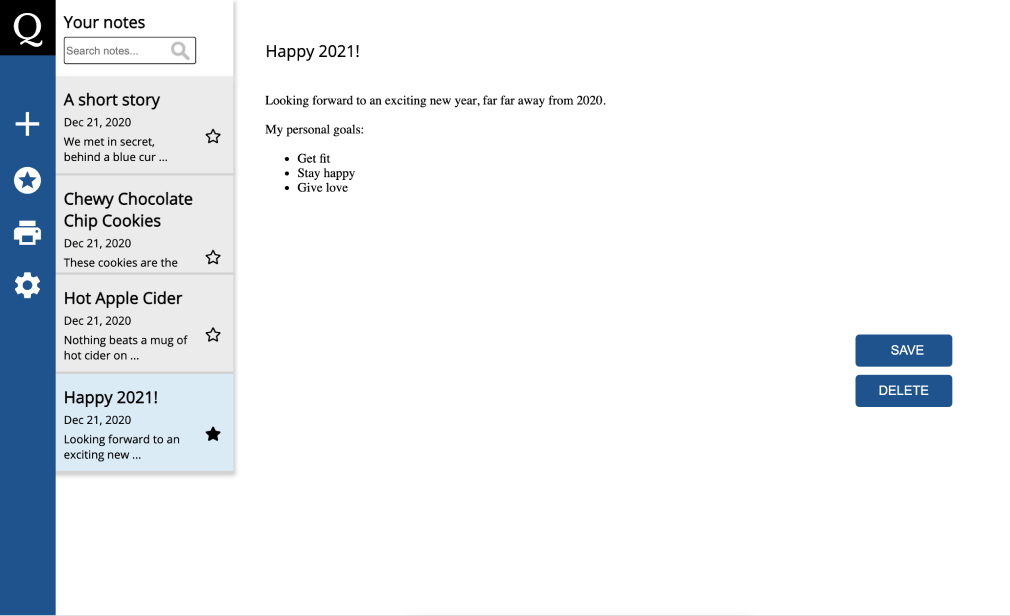 Q
Your notes
Search notes...
A short story
Dec 21, 2020
We met in secret,
behind a blue cur ...
Chewy Chocolate
Chip Cookies
Dec 21, 2020
These cookies are the
Hot Apple Cider
Dec 21, 2020
Nothing beats a mug of
hot cider on ...
Happy 2021!
Dec 21, 2020
Looking forward to an
exciting new ...
Happy 2021!
Looking forward to an exciting new year, far far away from 2020.
My personal goals:
• Get fit
• Stay happy
• Give love
SAVE
DELETE